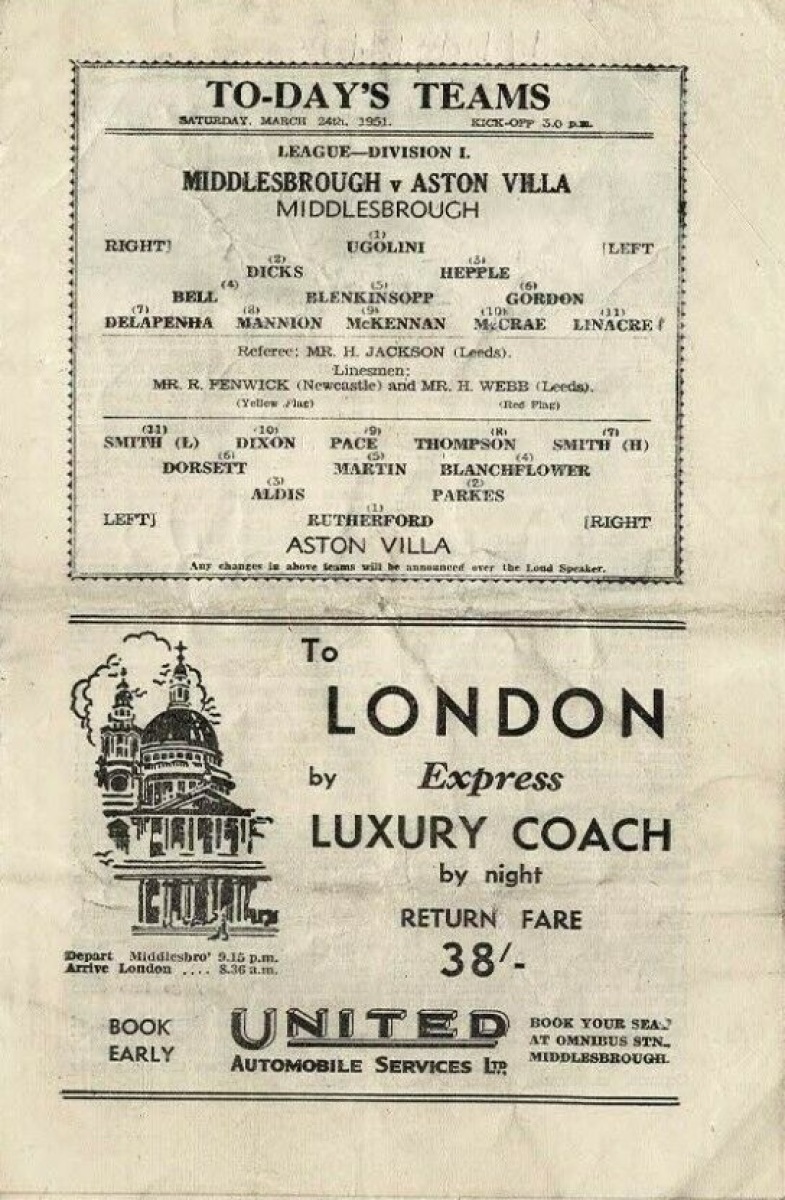 TO-DAY'S TEAMS
SATURDAY, MARCH 24th, 1951. KICK-OFF 3.0 p.m.
LEAGUE—DIVISION I.
MIDDLESBROUGH v ASTON VILLA
MIDDLESBROUGH
(1)
RIGHT] UGOLINI [LEFT
(2) (3)
DICKS HEPPLE
(4) (5) (6)
BELL BLENKINSOPP GORDON
(7) (8) (9) (10) (11)
DELAPENHA MANNION McKENNAN McCRAE LINACRE
Referee: MR. H. JACKSON (Leeds).
Linesmen:
MR. R. FENWICK (Newcastle) and MR. H. WEBB (Leeds).
(Yellow Flag) (Red Flag)
(11) (10) (9) (8) (7)
SMITH (L) DIXON PACE THOMPSON SMITH (H)
(6) (5) (4)
DORSETT MARTIN BLANCHFLOWER
(3) (2)
ALDIS PARKES
(1)
LEFT] RUTHERFORD [RIGHT
ASTON VILLA
Any changes in above teams will be announced over the Loud Speaker.
To
LONDON
by Express
LUXURY COACH
by night
RETURN FARE
38/-
Depart Middlesbro' 9.15 p.m.
Arrive London .... 8.36 a.m.
BOOK
EARLY
UNITED
AUTOMOBILE SERVICES LTD.
BOOK YOUR SEAT
AT OMNIBUS STN.,
MIDDLESBROUGH.